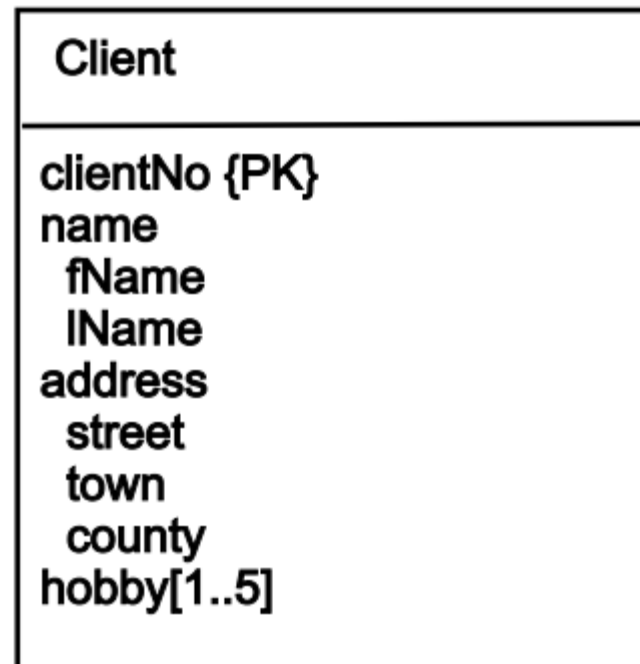 Client
clientNo {PK}
name
fName
lName
address
street
town
county
hobby[1..5]